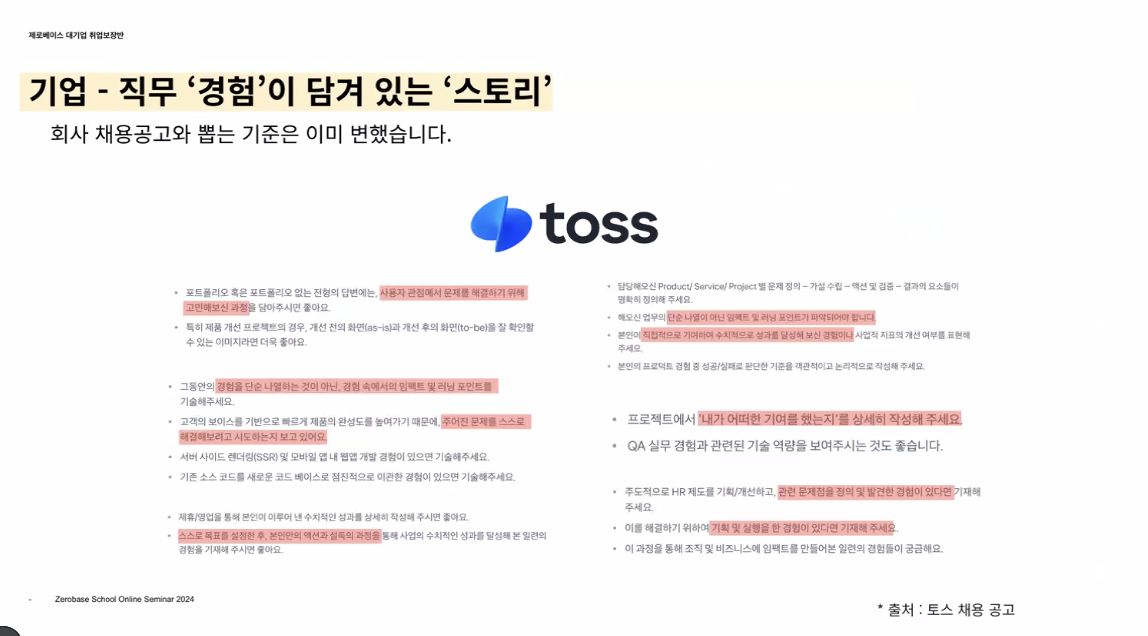 제로베이스 대기업 취업보장반
기업 - 직무 ‘경험’이 담겨 있는 ‘스토리’
회사 채용공고와 뽑는 기준은 이미 변했습니다.
toss
• 포트폴리오 혹은 포트폴리오 없는 전형의 답변에는, 사용자 관점에서 문제를 해결하기 위해
고민해보신 과정을 담아주시면 좋아요.
• 특히 제품 개선 프로젝트의 경우, 개선 전의 화면(as-is)과 개선 후의 화면(to-be)을 잘 확인할
수 있는 이미지라면 더욱 좋아요.
• 그동안의 경험을 단순 나열하는 것이 아닌, 경험 속에서의 임팩트 및 러닝 포인트를
기술해주세요.
• 고객의 보이스를 기반으로 빠르게 제품의 완성도를 높여가기 때문에, 주어진 문제를 스스로
해결해보려고 시도하는지 보고 있어요.
• 서버 사이드 렌더링(SSR) 및 모바일 앱 내 웹앱 개발 경험이 있으면 기술해주세요.
• 기존 소스 코드를 새로운 코드 베이스로 점진적으로 이관한 경험이 있으면 기술해주세요.
• 제휴/영업을 통해 본인이 이루어 낸 수치적인 성과를 상세히 작성해 주시면 좋아요.
• 스스로 목표를 설정한 후, 본인만의 액션과 설득의 과정을 통해 사업의 수치적인 성과를 달성해 본 일련의
경험을 기재해 주시면 좋아요.
• 담당해오신 Product/ Service/ Project 별 문제 정의 – 가설 수립 – 액션 및 검증 – 결과의 요소들이
명확히 정의해 주세요.
• 해오신 업무의 단순 나열이 아닌 임팩트 및 러닝 포인트가 파악되어야 합니다.
• 본인이 직접적으로 기여하여 수치적으로 성과를 달성해 보신 경험이나 사업적 지표의 개선 여부를 표현해
주세요.
• 본인의 프로덕트 경험 중 성공/실패로 판단한 기준을 객관적이고 논리적으로 작성해 주세요.
• 프로젝트에서 '내가 어떠한 기여를 했는지'를 상세히 작성해 주세요.
• QA 실무 경험과 관련된 기술 역량을 보여주시는 것도 좋습니다.
• 주도적으로 HR 제도를 기획/개선하고, 관련 문제점을 정의 및 발견한 경험이 있다면 기재해
주세요.
• 이를 해결하기 위하여 기획 및 실행을 한 경험이 있다면 기재해 주세요.
• 이 과정을 통해 조직 및 비즈니스에 임팩트를 만들어본 일련의 경험들이 궁금해요.
- Zerobase School Online Seminar 2024
* 출처 : 토스 채용 공고